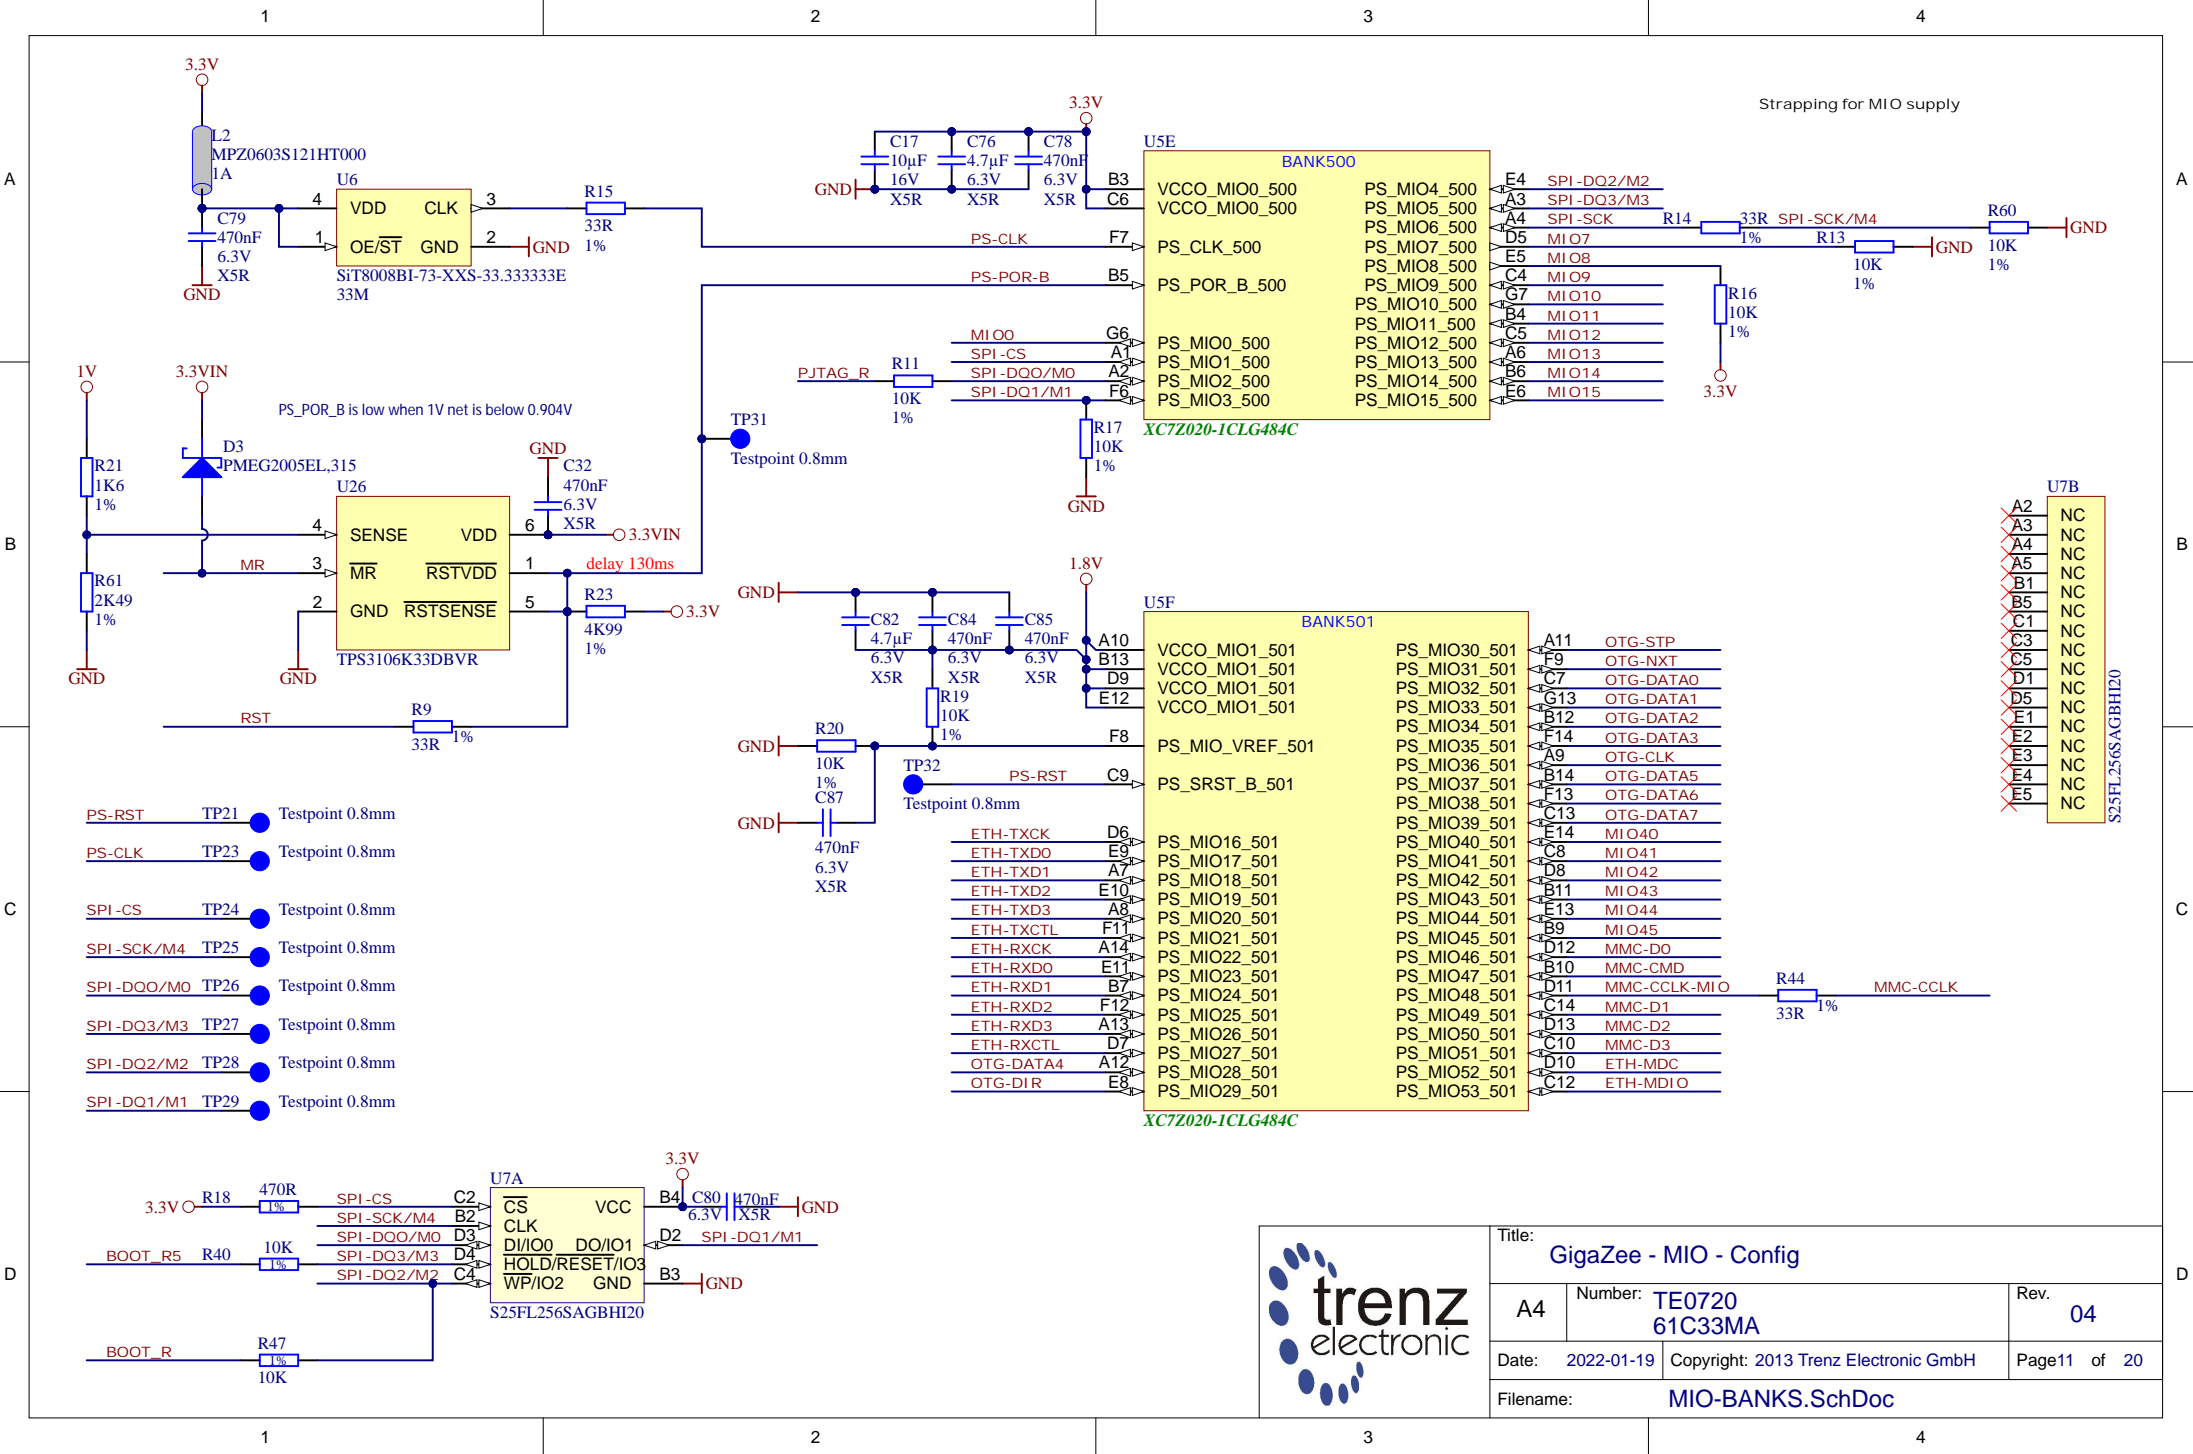 1
2
3
4
A
B
C
D
A
B
C
D
1
2
3
4
3.3V
L2
MPZ0603S121HT000
1A
U6
4 VDD CLK 3
1 OE/ST GND 2 GND
SiT8008BI-73-XXS-33.333333E
33M
C79
470nF
6.3V
X5R
GND
R15
33R
1%
PS-CLK
PS-POR-B
3.3V
C17
10µF
16V
X5R
C76
4.7µF
6.3V
X5R
C78
470nF
6.3V
X5R
GND
U5E
BANK500
B3 VCCO_MIO0_500
C6 VCCO_MIO0_500
F7 PS_CLK_500
B5 PS_POR_B_500
MIO0 G6 PS_MIO0_500
SPI-CS A1 PS_MIO1_500
SPI-DQ0/M0 A2 PS_MIO2_500
SPI-DQ1/M1 F6 PS_MIO3_500
PS_MIO4_500 E4 SPI-DQ2/M2
PS_MIO5_500 A3 SPI-DQ3/M3
PS_MIO6_500 A4 SPI-SCK
PS_MIO7_500 D5 MIO7
PS_MIO8_500 E5 MIO8
PS_MIO9_500 C4 MIO9
PS_MIO10_500 G7 MIO10
PS_MIO11_500 B4 MIO11
PS_MIO12_500 C5 MIO12
PS_MIO13_500 A6 MIO13
PS_MIO14_500 B6 MIO14
PS_MIO15_500 E6 MIO15
XC7Z020-1CLG484C
Strapping for MIO supply
R14 33R 1% SPI-SCK/M4
R60
10K
1%
GND
R13
10K
1%
GND
R16
10K
1%
3.3V
PJTAG_R
R11
10K
1%
R17
10K
1%
GND
TP31
Testpoint 0.8mm
1V
3.3VIN
PS_POR_B is low when 1V net is below 0.904V
R21
1K6
1%
D3
PMEG2005EL,315
R61
2K49
1%
GND
MR
U26
4 SENSE VDD 6
3 MR RSTVDD 1
2 GND RSTSENSE 5
TPS3106K33DBVR
GND
GND
C32
470nF
6.3V
X5R
3.3VIN
delay 130ms
R23
4K99
1%
3.3V
RST
R9
33R 1%
1.8V
GND
C82
4.7µF
6.3V
X5R
C84
470nF
6.3V
X5R
C85
470nF
6.3V
X5R
R19
10K
1%
GND
R20
10K
1%
GND
C87
470nF
6.3V
X5R
TP32
Testpoint 0.8mm
PS-RST
U5F
BANK501
A10 VCCO_MIO1_501
B13 VCCO_MIO1_501
D9 VCCO_MIO1_501
E12 VCCO_MIO1_501
F8 PS_MIO_VREF_501
C9 PS_SRST_B_501
ETH-TXCK D6 PS_MIO16_501
ETH-TXD0 E9 PS_MIO17_501
ETH-TXD1 A7 PS_MIO18_501
ETH-TXD2 E10 PS_MIO19_501
ETH-TXD3 A8 PS_MIO20_501
ETH-TXCTL F11 PS_MIO21_501
ETH-RXCK A14 PS_MIO22_501
ETH-RXD0 E11 PS_MIO23_501
ETH-RXD1 B7 PS_MIO24_501
ETH-RXD2 F12 PS_MIO25_501
ETH-RXD3 A13 PS_MIO26_501
ETH-RXCTL D7 PS_MIO27_501
OTG-DATA4 A12 PS_MIO28_501
OTG-DIR E8 PS_MIO29_501
PS_MIO30_501 A11 OTG-STP
PS_MIO31_501 F9 OTG-NXT
PS_MIO32_501 C7 OTG-DATA0
PS_MIO33_501 G13 OTG-DATA1
PS_MIO34_501 B12 OTG-DATA2
PS_MIO35_501 F14 OTG-DATA3
PS_MIO36_501 A9 OTG-CLK
PS_MIO37_501 B14 OTG-DATA5
PS_MIO38_501 F13 OTG-DATA6
PS_MIO39_501 C13 OTG-DATA7
PS_MIO40_501 E14 MIO40
PS_MIO41_501 C8 MIO41
PS_MIO42_501 D8 MIO42
PS_MIO43_501 B11 MIO43
PS_MIO44_501 E13 MIO44
PS_MIO45_501 B9 MIO45
PS_MIO46_501 D12 MMC-D0
PS_MIO47_501 B10 MMC-CMD
PS_MIO48_501 D11 MMC-CCLK-MIO
PS_MIO49_501 C14 MMC-D1
PS_MIO50_501 D13 MMC-D2
PS_MIO51_501 C10 MMC-D3
PS_MIO52_501 D10 ETH-MDC
PS_MIO53_501 C12 ETH-MDIO
XC7Z020-1CLG484C
R44
33R 1%
MMC-CCLK
U7B
A2 NC
A3 NC
A4 NC
A5 NC
B1 NC
B5 NC
C1 NC
C3 NC
C5 NC
D1 NC
D5 NC
E1 NC
E2 NC
E3 NC
E4 NC
E5 NC
S25FL256SAGBHI20
PS-RST TP21 Testpoint 0.8mm
PS-CLK TP23 Testpoint 0.8mm
SPI-CS TP24 Testpoint 0.8mm
SPI-SCK/M4 TP25 Testpoint 0.8mm
SPI-DQ0/M0 TP26 Testpoint 0.8mm
SPI-DQ3/M3 TP27 Testpoint 0.8mm
SPI-DQ2/M2 TP28 Testpoint 0.8mm
SPI-DQ1/M1 TP29 Testpoint 0.8mm
3.3V R18 470R 1%
BOOT_R5 R40 10K 1%
BOOT_R R47 1% 10K
U7A
SPI-CS C2 CS VCC B4
SPI-SCK/M4 B2 CLK
SPI-DQ0/M0 D3 DI/IO0 DO/IO1 D2 SPI-DQ1/M1
SPI-DQ3/M3 D4 HOLD/RESET/IO3
SPI-DQ2/M2 C4 WP/IO2 GND B3 GND
S25FL256SAGBHI20
3.3V
C80 470nF
6.3V X5R
GND
trenz
electronic
Title:
GigaZee - MIO - Config
A4
Number: TE0720
61C33MA
Rev.
04
Date: 2022-01-19 Copyright: 2013 Trenz Electronic GmbH Page11 of 20
Filename: MIO-BANKS.SchDoc